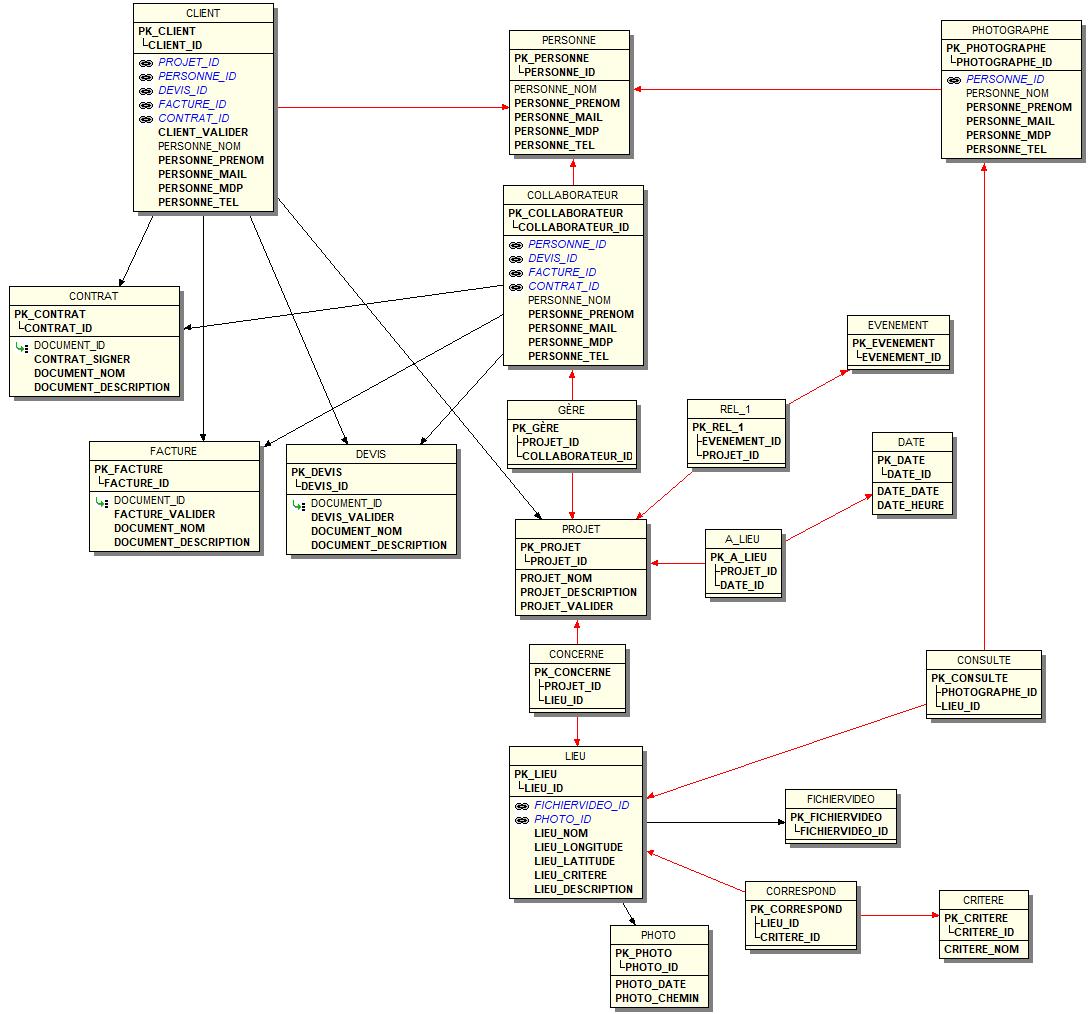 CLIENT
PK_CLIENT
CLIENT_ID
PROJET_ID
PERSONNE_ID
DEVIS_ID
FACTURE_ID
CONTRAT_ID
CLIENT_VALIDER
PERSONNE_NOM
PERSONNE_PRENOM
PERSONNE_MAIL
PERSONNE_MDP
PERSONNE_TEL
PERSONNE
PK_PERSONNE
PERSONNE_ID
PERSONNE_NOM
PERSONNE_PRENOM
PERSONNE_MAIL
PERSONNE_MDP
PERSONNE_TEL
PHOTOGRAPHE
PK_PHOTOGRAPHE
PHOTOGRAPHE_ID
PERSONNE_ID
PERSONNE_NOM
PERSONNE_PRENOM
PERSONNE_MAIL
PERSONNE_MDP
PERSONNE_TEL
COLLABORATEUR
PK_COLLABORATEUR
COLLABORATEUR_ID
PERSONNE_ID
DEVIS_ID
FACTURE_ID
CONTRAT_ID
PERSONNE_NOM
PERSONNE_PRENOM
PERSONNE_MAIL
PERSONNE_MDP
PERSONNE_TEL
CONTRAT
PK_CONTRAT
CONTRAT_ID
DOCUMENT_ID
CONTRAT_SIGNER
DOCUMENT_NOM
DOCUMENT_DESCRIPTION
EVENEMENT
PK_EVENEMENT
EVENEMENT_ID
FACTURE
PK_FACTURE
FACTURE_ID
DOCUMENT_ID
FACTURE_VALIDER
DOCUMENT_NOM
DOCUMENT_DESCRIPTION
DEVIS
PK_DEVIS
DEVIS_ID
DOCUMENT_ID
DEVIS_VALIDER
DOCUMENT_NOM
DOCUMENT_DESCRIPTION
GÈRE
PK_GÈRE
PROJET_ID
COLLABORATEUR_ID
REL_1
PK_REL_1
EVENEMENT_ID
PROJET_ID
DATE
PK_DATE
DATE_ID
DATE_DATE
DATE_HEURE
PROJET
PK_PROJET
PROJET_ID
PROJET_NOM
PROJET_DESCRIPTION
PROJET_VALIDER
A_LIEU
PK_A_LIEU
PROJET_ID
DATE_ID
CONCERNE
PK_CONCERNE
PROJET_ID
LIEU_ID
CONSULTE
PK_CONSULTE
PHOTOGRAPHE_ID
LIEU_ID
LIEU
PK_LIEU
LIEU_ID
FICHIERVIDEO_ID
PHOTO_ID
LIEU_NOM
LIEU_LONGITUDE
LIEU_LATITUDE
LIEU_CRITERE
LIEU_DESCRIPTION
FICHIERVIDEO
PK_FICHIERVIDEO
FICHIERVIDEO_ID
CORRESPOND
PK_CORRESPOND
LIEU_ID
CRITERE_ID
CRITERE
PK_CRITERE
CRITERE_ID
CRITERE_NOM
PHOTO
PK_PHOTO
PHOTO_ID
PHOTO_DATE
PHOTO_CHEMIN